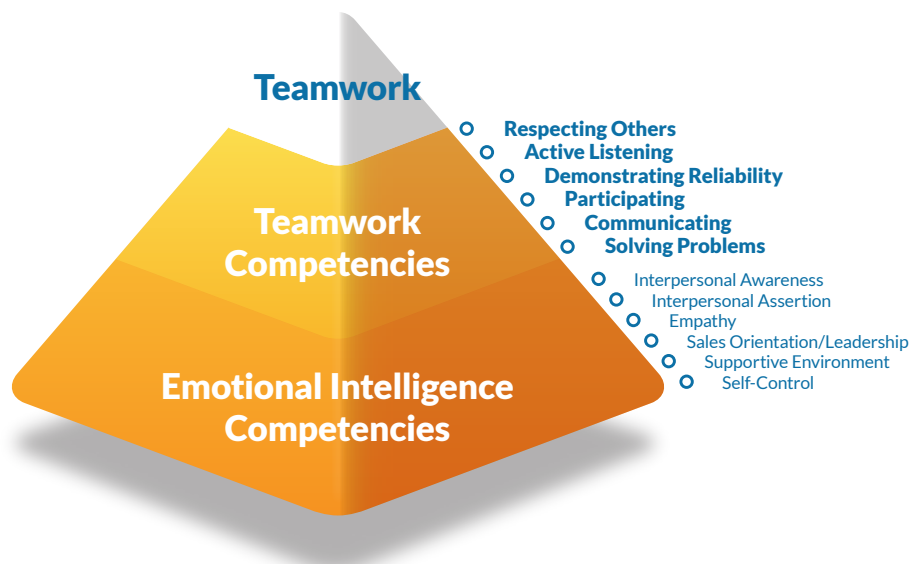 Teamwork
Respecting Others
Active Listening
Demonstrating Reliability
Participating
Communicating
Solving Problems
Teamwork
Competencies
Interpersonal Awareness
Interpersonal Assertion
Empathy
Sales Orientation/Leadership
Supportive Environment
Self-Control
Emotional Intelligence
Competencies